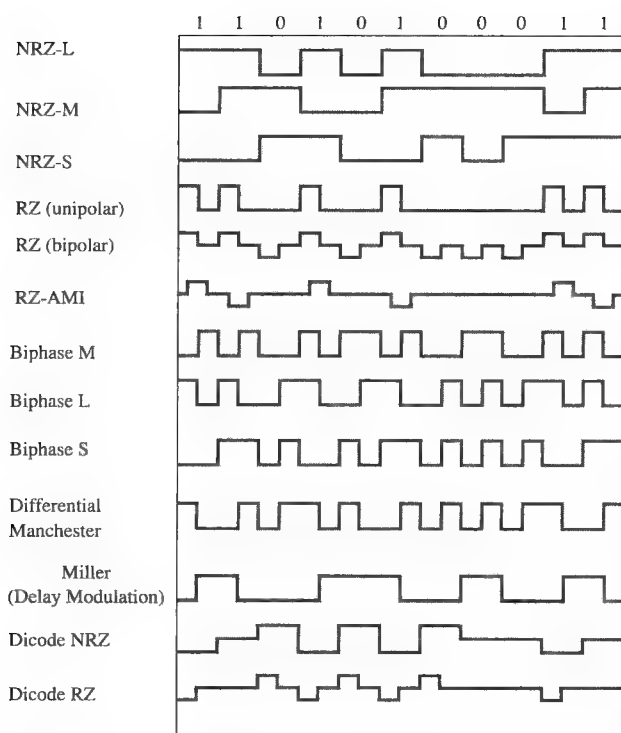 1 1 0 1 0 1 0 0 0 1 1
NRZ-L
NRZ-M
NRZ-S
RZ (unipolar)
RZ (bipolar)
RZ-AMI
Biphase M
Biphase L
Biphase S
Differential
Manchester
Miller
(Delay Modulation)
Dicode NRZ
Dicode RZ